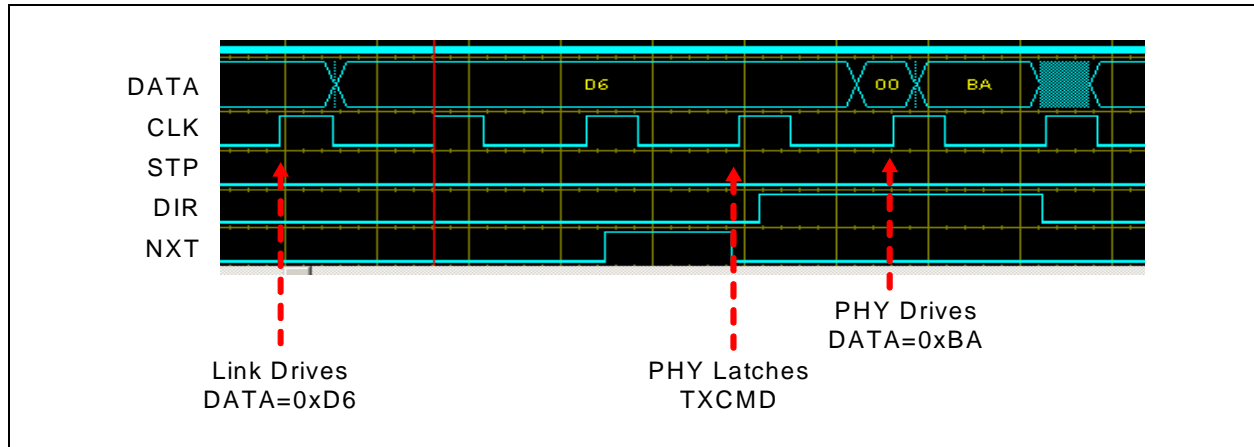 DATA
D6
00
BA
CLK
STP
DIR
NXT
PHY Drives
DATA=0xBA
Link Drives
DATA=0xD6
PHY Latches
TXCMD